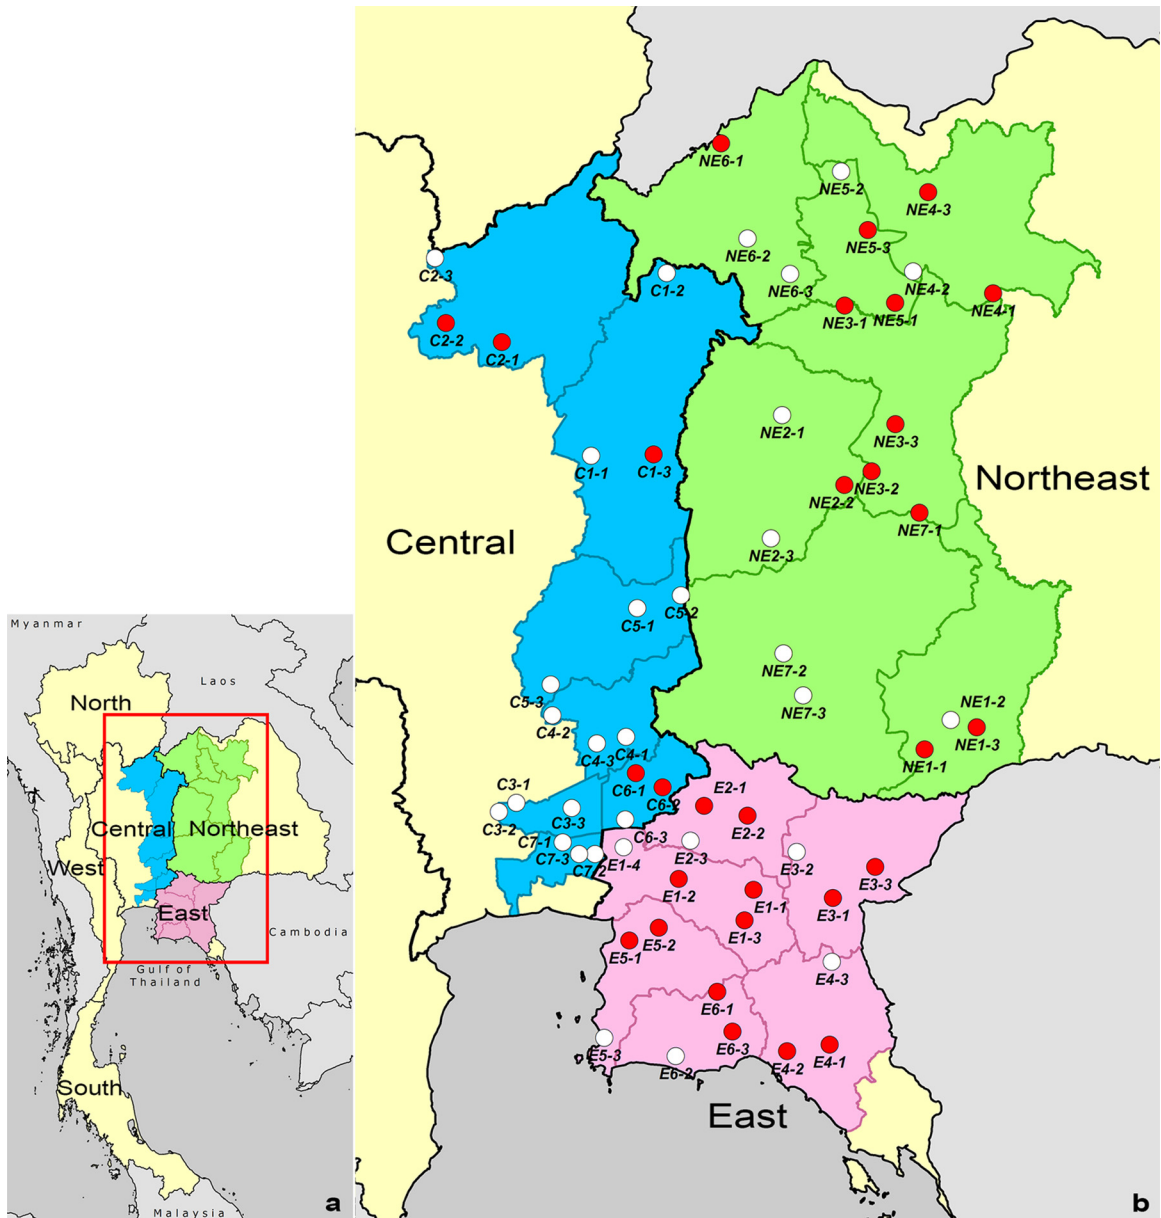 Myanmar
Laos
North
Central
Northeast
West
East
Cambodia
Gulf of
Thailand
South
Malaysia
a
NE6-1
NE5-2
NE4-3
NE5-3
NE6-2
C2-3
C1-2
NE6-3
NE4-2
NE4-1
NE3-1
NE5-1
C2-2
C2-1
NE2-1
NE3-3
C1-1
C1-3
NE3-2
NE2-2
Northeast
NE7-1
Central
NE2-3
C5-1
C5-2
NE7-2
C5-3
NE7-3
NE1-2
C4-2
NE1-3
C4-1
C4-3
NE1-1
C6-1
C3-1
C6-2
E2-1
C3-2
C3-3
E2-2
C6-3
C7-1
C7-3
E1-4
E2-3
C7-2
E3-2
E3-3
E1-2
E1-1
E3-1
E1-3
E5-2
E5-1
E4-3
E6-1
E5-3
E6-3
E4-1
E4-2
E6-2
East
b